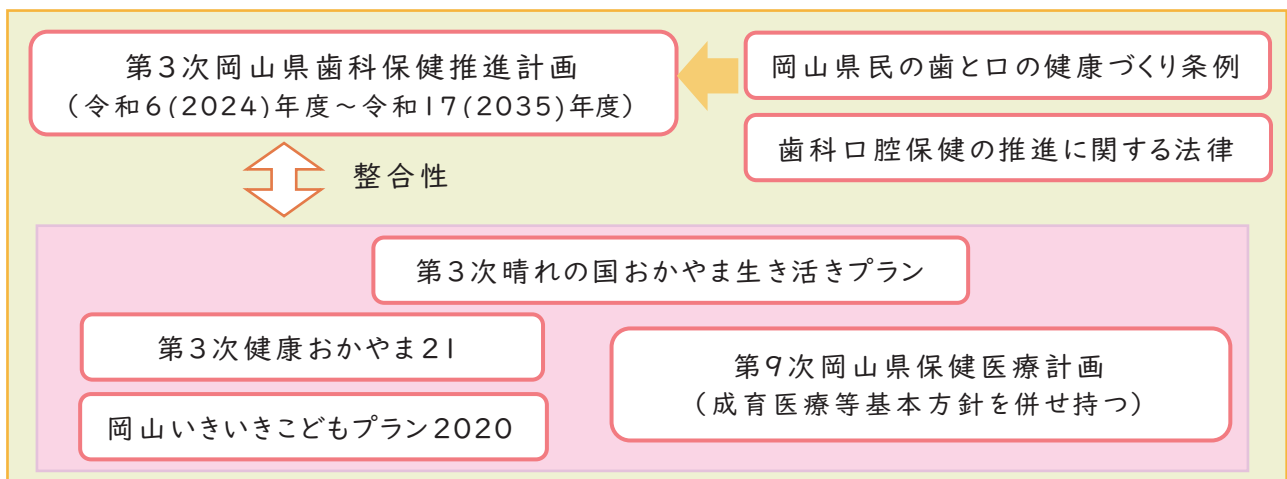 第3次岡山県歯科保健推進計画
（令和6(2024)年度～令和17(2035)年度）
岡山県民の歯と口の健康づくり条例
歯科口腔保健の推進に関する法律
整合性
第3次晴れの国おかやま生き活きプラン
第3次健康おかやま21
岡山いきいきこどもプラン2020
第9次岡山県保健医療計画
（成育医療等基本方針を併せ持つ）